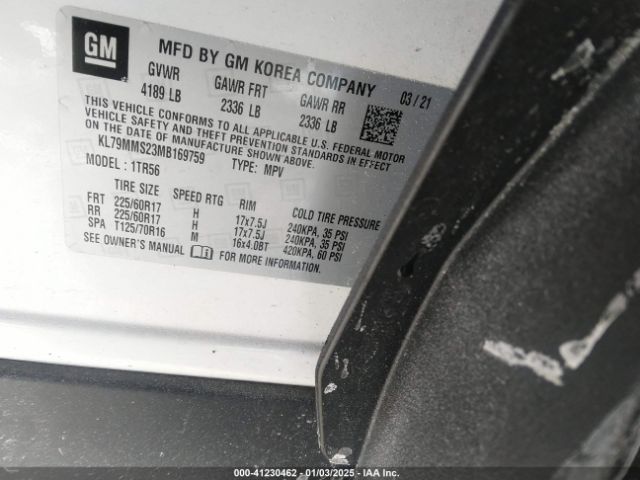 GM
MFD BY GM KOREA COMPANY
03/21
GVWR GAWR FRT GAWR RR
4189 LB 2336 LB 2336 LB
THIS VEHICLE CONFORMS TO ALL APPLICABLE U.S. FEDERAL MOTOR
VEHICLE SAFETY AND THEFT PREVENTION STANDARDS IN EFFECT
ON THE DATE OF MANUFACTURE SHOWN ABOVE.
KL79MMS23MB169759 TYPE: MPV
MODEL: 1TR56
TIRE SIZE SPEED RTG RIM COLD TIRE PRESSURE
FRT 225/60R17 H 17x7.5J 240KPA, 35 PSI
RR 225/60R17 H 17x7.5J 240KPA, 35 PSI
SPA T125/70R16 M 16x4.0BT 420KPA, 60 PSI
SEE OWNER'S MANUAL FOR MORE INFORMATION.
000-41230462 - 01/03/2025 - IAA Inc.